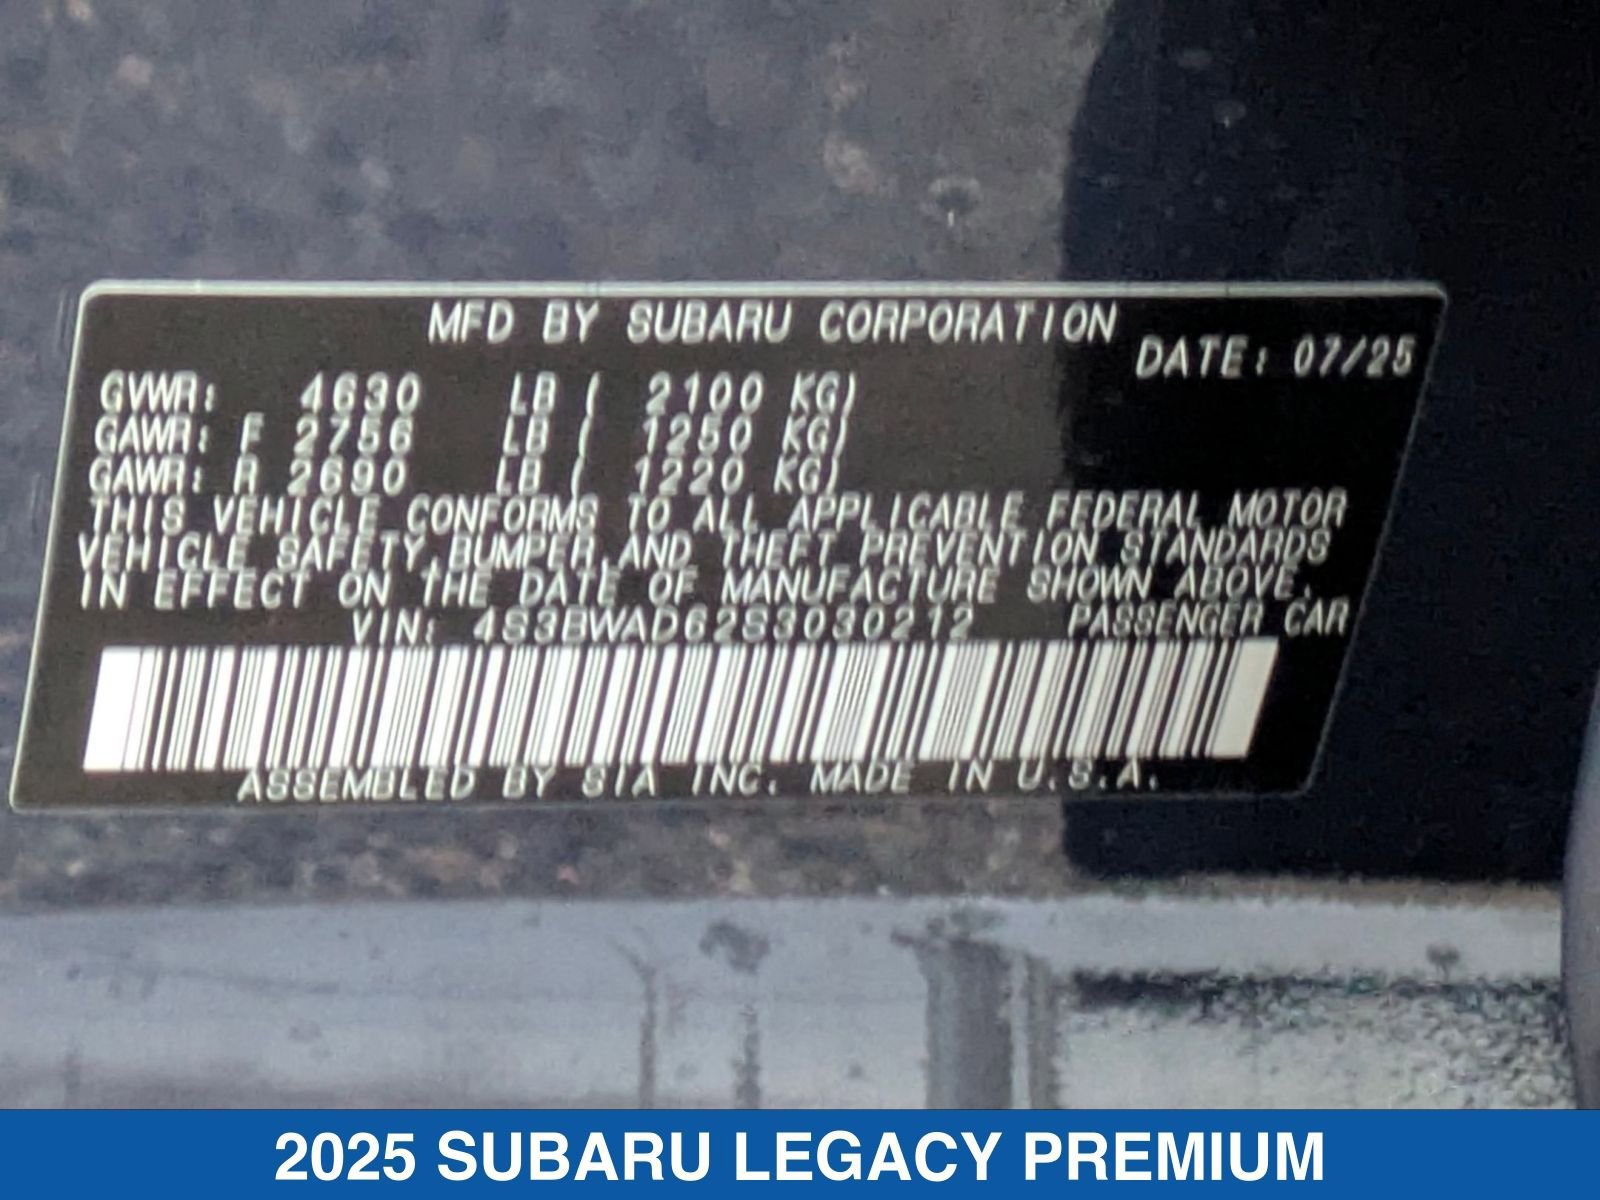 MFD BY SUBARU CORPORATION
DATE: 07/25
GVWR: 4630 LB ( 2100 KG)
GAWR: F 2756 LB ( 1250 KG)
GAWR: R 2690 LB ( 1220 KG)
THIS VEHICLE CONFORMS TO ALL APPLICABLE FEDERAL MOTOR
VEHICLE SAFETY,BUMPER,AND THEFT PREVENTION STANDARDS
IN EFFECT ON THE DATE OF MANUFACTURE SHOWN ABOVE.
VIN: 4S3BWAD62S3030212 PASSENGER CAR
ASSEMBLED BY SIA INC. MADE IN U.S.A.
2025 SUBARU LEGACY PREMIUM